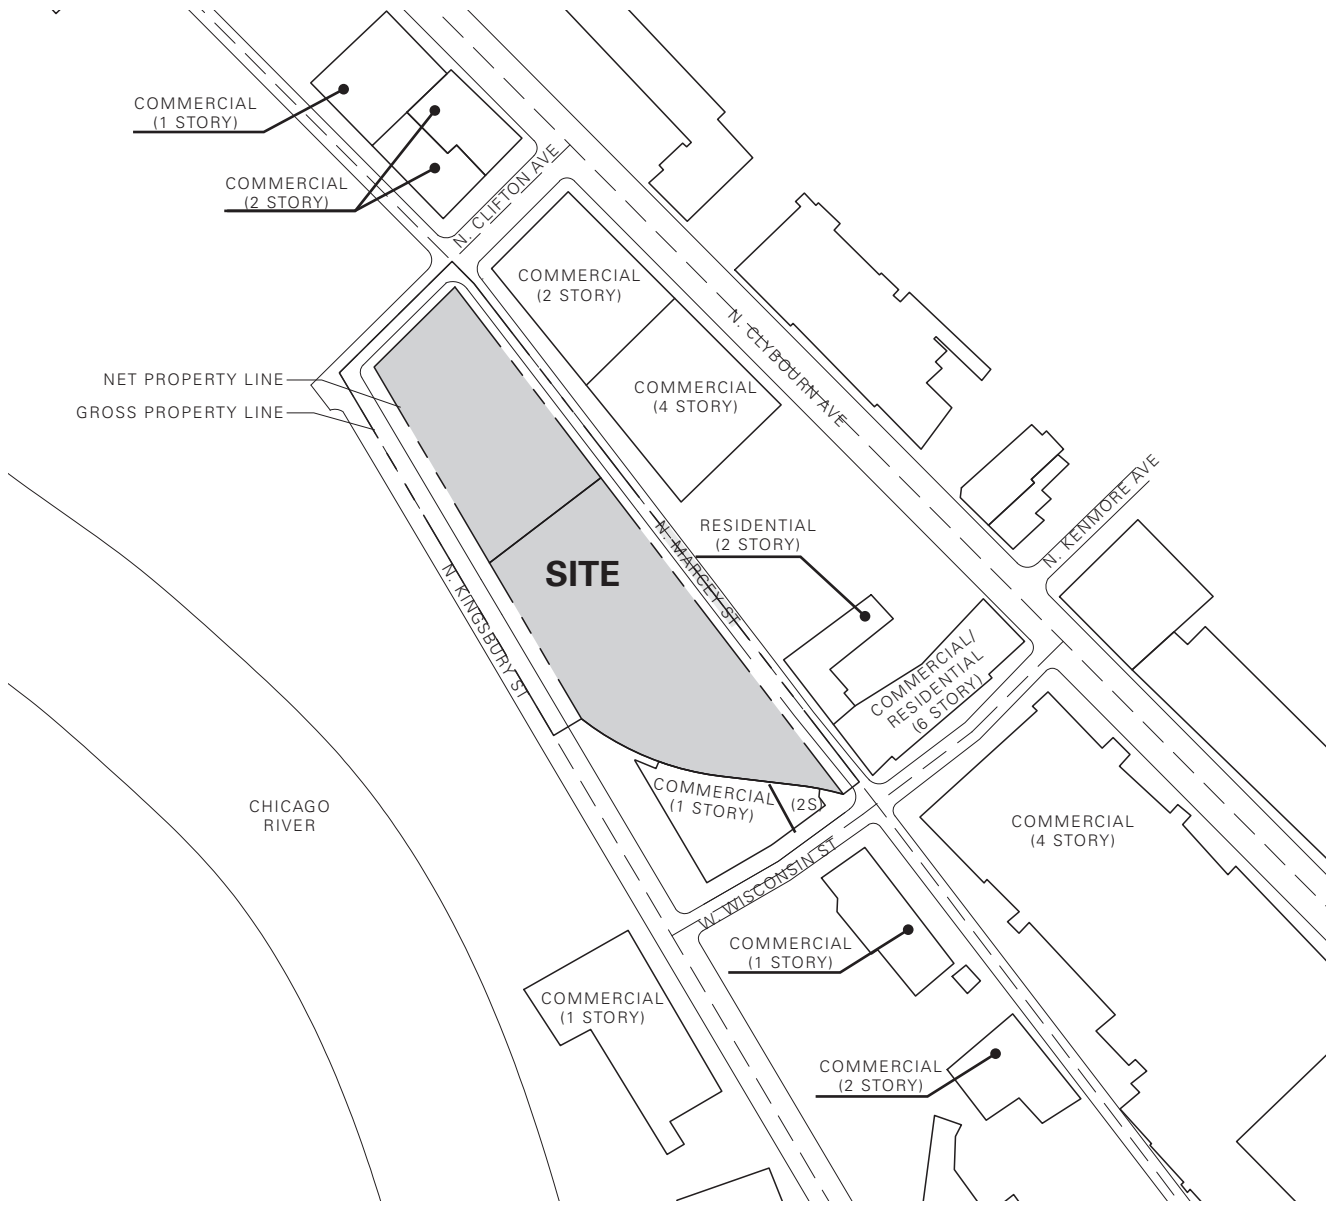 COMMERCIAL
(1 STORY)
COMMERCIAL
(2 STORY)
N. CLIFTON AVE
COMMERCIAL
(2 STORY)
N. CLYBOURN AVE
NET PROPERTY LINE
GROSS PROPERTY LINE
COMMERCIAL
(4 STORY)
N. KENMORE AVE
RESIDENTIAL
(2 STORY)
N. MARCEY ST
SITE
N. KINGSBURY ST
COMMERCIAL/
RESIDENTIAL
(6 STORY)
COMMERCIAL
(1 STORY)
(2S)
CHICAGO
RIVER
COMMERCIAL
(4 STORY)
W. WISCONSIN ST
COMMERCIAL
(1 STORY)
COMMERCIAL
(1 STORY)
COMMERCIAL
(2 STORY)